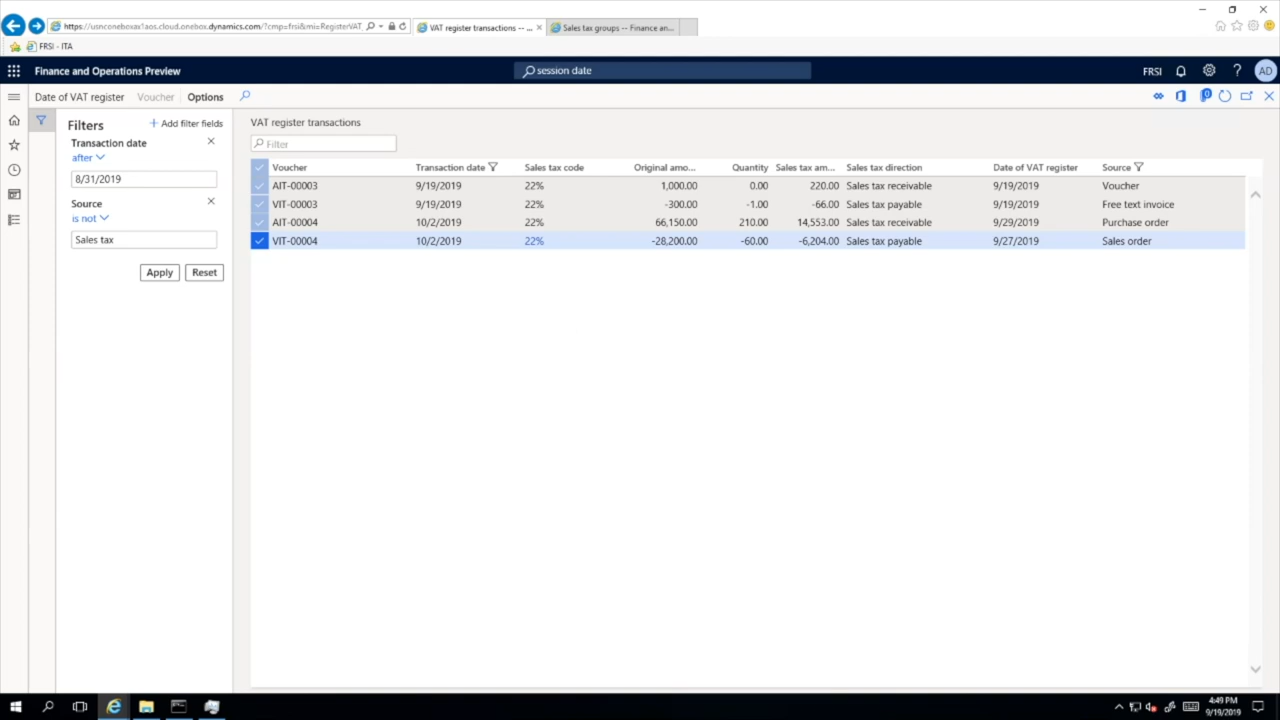 https://usnconeboxax1aos.cloud.onebox.dynamics.com/?cmp=frsi&mi=RegisterVAT
VAT register transactions -- ...
Sales tax groups -- Finance an...
FRSI - ITA
Finance and Operations Preview
session date
FRSI
?
AD
Date of VAT register
Voucher
Options
0
Filters
+ Add filter fields
Transaction date
after
8/31/2019
Source
is not
Sales tax
Apply
Reset
VAT register transactions
Filter
Voucher Transaction date Sales tax code Original amo... Quantity Sales tax am... Sales tax direction Date of VAT register Source
AIT-00003 9/19/2019 22% 1,000.00 0.00 220.00 Sales tax receivable 9/19/2019 Voucher
VIT-00003 9/19/2019 22% -300.00 -1.00 -66.00 Sales tax payable 9/19/2019 Free text invoice
AIT-00004 10/2/2019 22% 66,150.00 210.00 14,553.00 Sales tax receivable 9/29/2019 Purchase order
VIT-00004 10/2/2019 22% -28,200.00 -60.00 -6,204.00 Sales tax payable 9/27/2019 Sales order
4:49 PM
9/19/2019